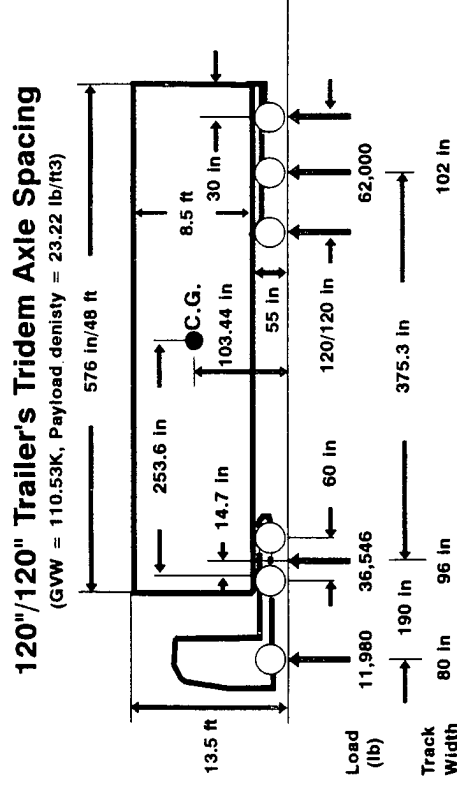 120"/120" Trailer's Tridem Axle Spacing
(GVW = 110.53K, Payload denisty = 23.22 lb/ft3)
576 in/48 ft
13.5 ft
253.6 in
C.G.
8.5 ft
30 in
14.7 in
103.44 in
55 in
60 in
120/120 in
Load
(lb)
11,980
36,546
62,000
190 in
375.3 in
Track
Width
80 in
96 in
102 in